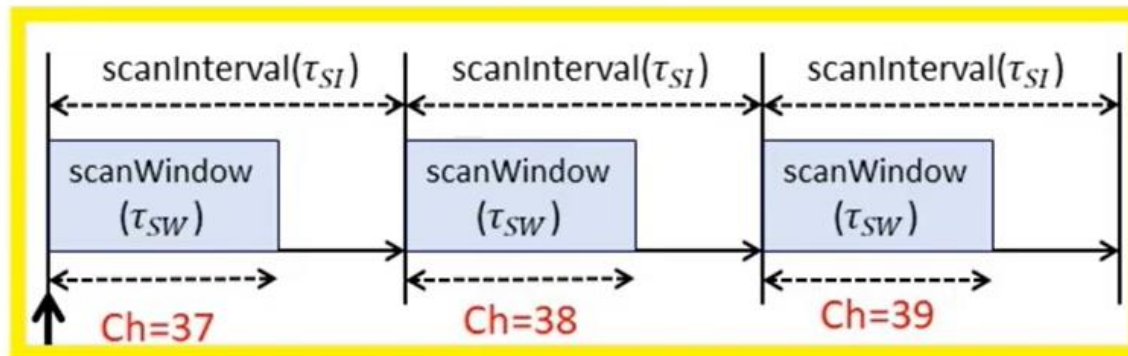 scanInterval(τSI) scanInterval(τSI) scanInterval(τSI)
scanWindow scanWindow scanWindow
(τSW) (τSW) (τSW)
Ch=37 Ch=38 Ch=39